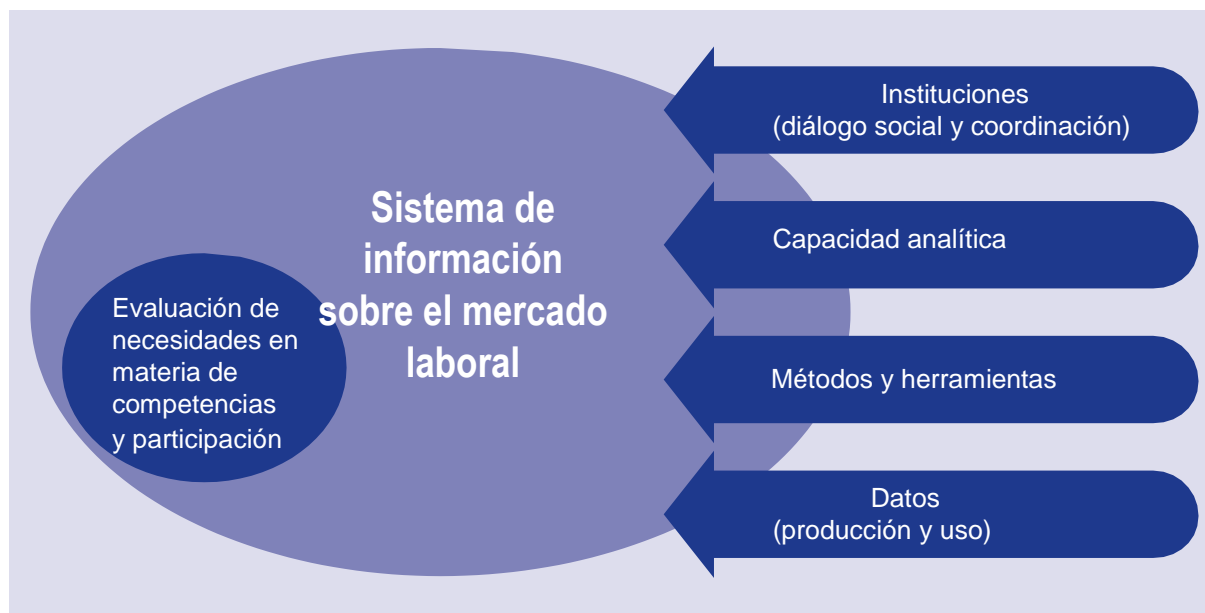 Instituciones
(diálogo social y coordinación)
Sistema de
información
sobre el mercado
laboral
Capacidad analítica
Evaluación de
necesidades en
materia de
competencias
y participación
Métodos y herramientas
Datos
(producción y uso)